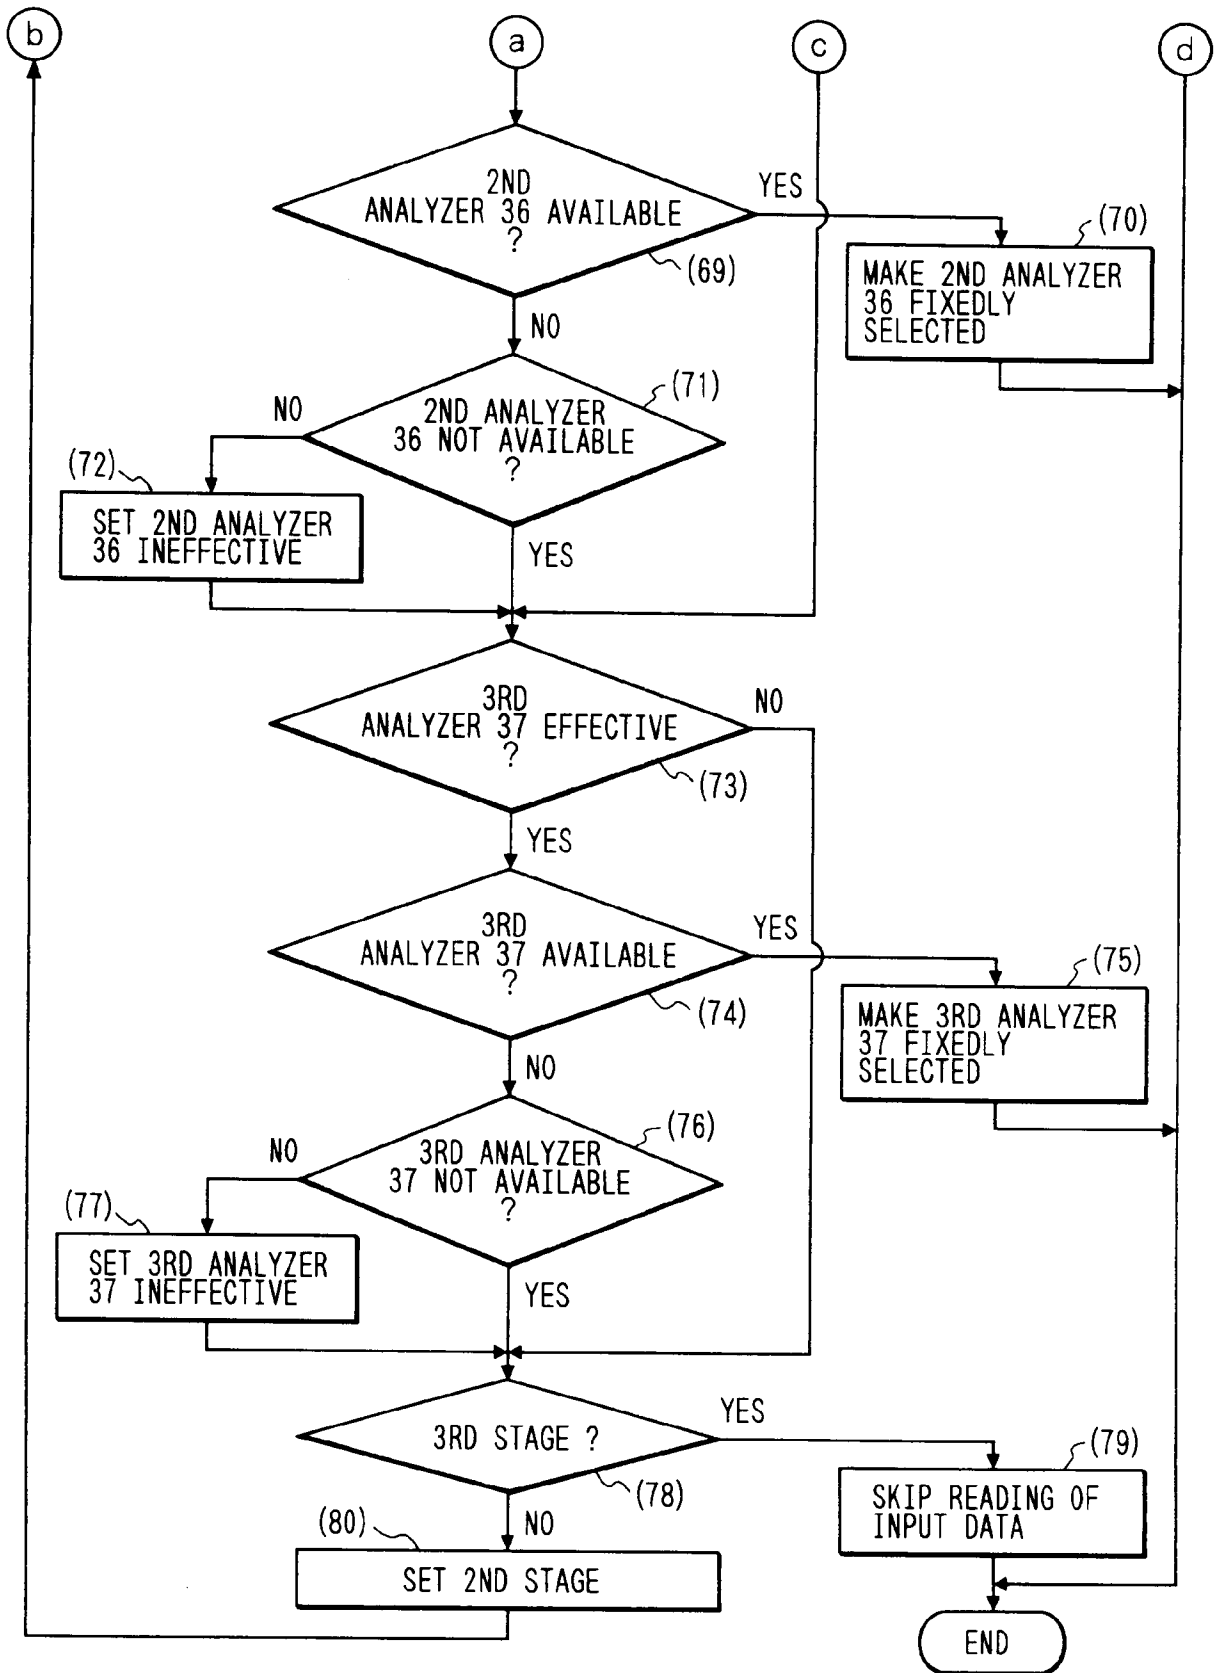 b
a
c
d
2ND
ANALYZER 36 AVAILABLE
?
YES
(69)
(70)
MAKE 2ND ANALYZER
36 FIXEDLY
SELECTED
NO
(71)
2ND ANALYZER
36 NOT AVAILABLE
?
NO
(72)
SET 2ND ANALYZER
36 INEFFECTIVE
YES
3RD
ANALYZER 37 EFFECTIVE
?
NO
(73)
YES
3RD
ANALYZER 37 AVAILABLE
?
YES
(74)
(75)
MAKE 3RD ANALYZER
37 FIXEDLY
SELECTED
NO
(76)
3RD ANALYZER
37 NOT AVAILABLE
?
NO
(77)
SET 3RD ANALYZER
37 INEFFECTIVE
YES
3RD STAGE ?
YES
(78)
(79)
SKIP READING OF
INPUT DATA
NO
(80)
SET 2ND STAGE
END